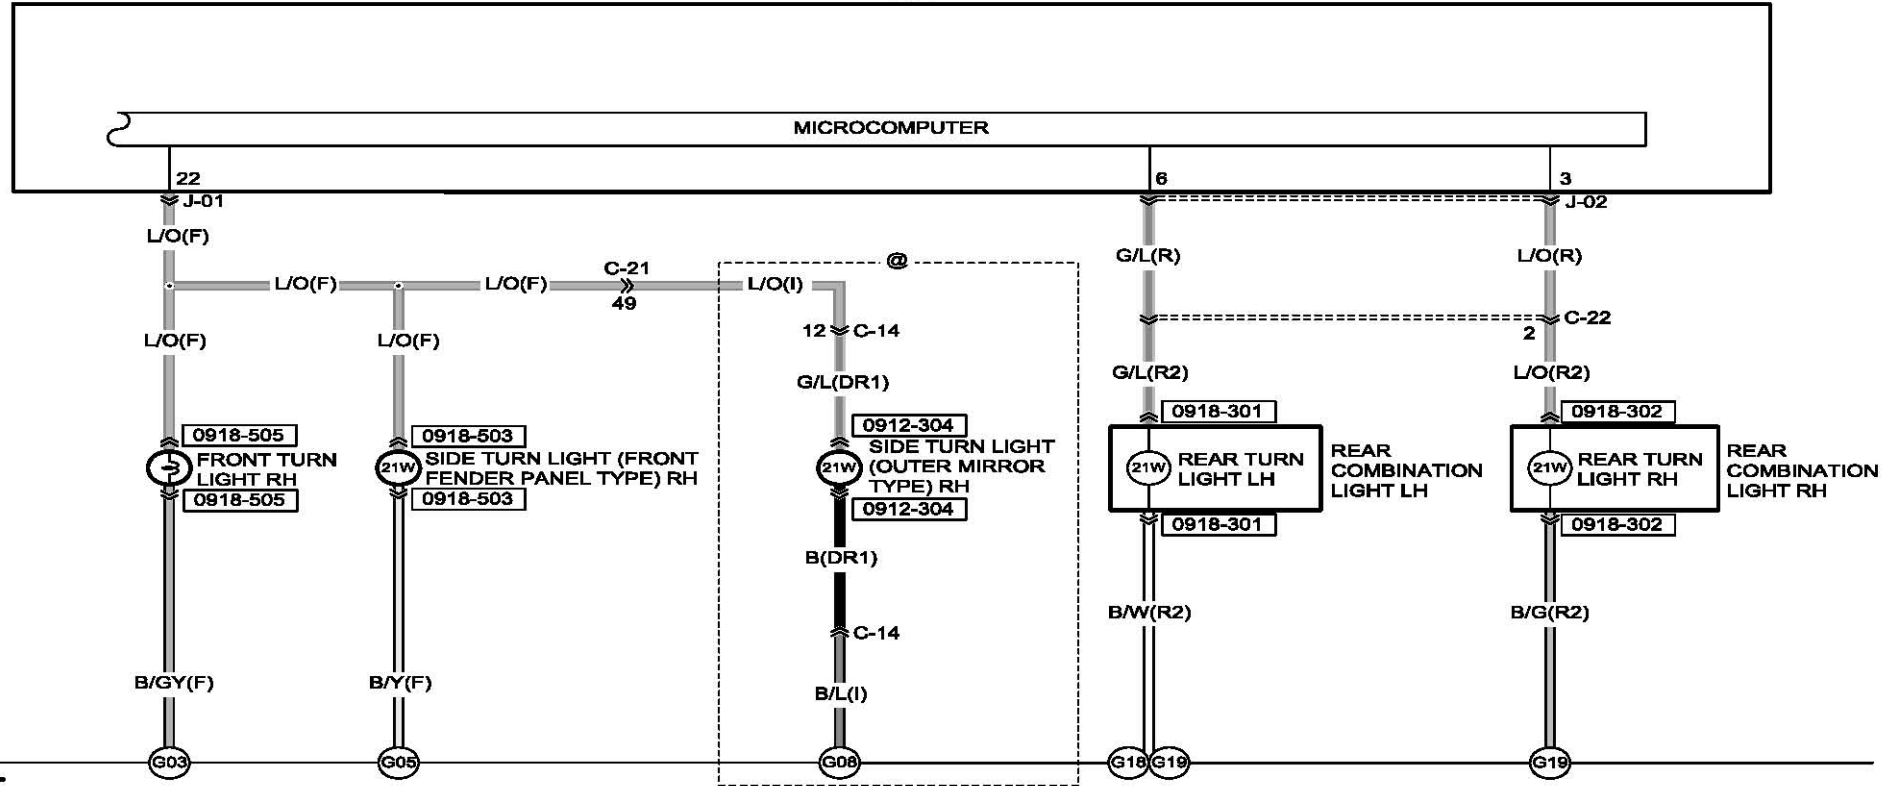 MICROCOMPUTER
22
6
3
J-01
J-02
L/O(F)
G/L(R)
L/O(R)
@
C-21
L/O(F)
L/O(F)
L/O(I)
49
C-22
2
12
C-14
L/O(F)
L/O(F)
G/L(R2)
L/O(R2)
G/L(DR1)
0918-301
0918-302
0912-304
0918-505
0918-503
FRONT TURN
LIGHT RH
21W
SIDE TURN LIGHT (FRONT
FENDER PANEL TYPE) RH
21W
SIDE TURN LIGHT
(OUTER MIRROR
TYPE) RH
21W
REAR TURN
LIGHT LH
REAR
COMBINATION
LIGHT LH
21W
REAR TURN
LIGHT RH
REAR
COMBINATION
LIGHT RH
0918-505
0918-503
0912-304
0918-301
0918-302
B(DR1)
B/W(R2)
B/G(R2)
C-14
B/GY(F)
B/Y(F)
B/L(I)
G03
G05
G08
G18
G19
G19